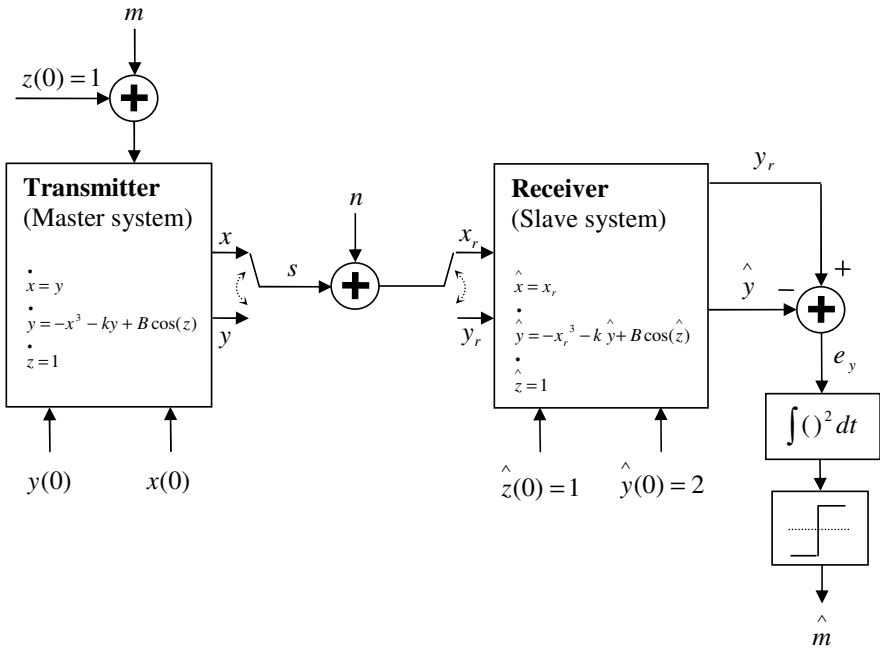 m
z(0) = 1
Transmitter
(Master system)
ẋ = y
ẏ = −x³ − ky + B cos(z)
ż = 1
x
y
y(0)
x(0)
s
n
x_r
y_r
Receiver
(Slave system)
x̂ = x_r
ŷ̇ = −x_r³ − k ŷ + B cos(ẑ)
ẑ̇ = 1
ẑ(0) = 1
ŷ(0) = 2
y_r
+
ŷ
−
e_y
∫()² dt
m̂